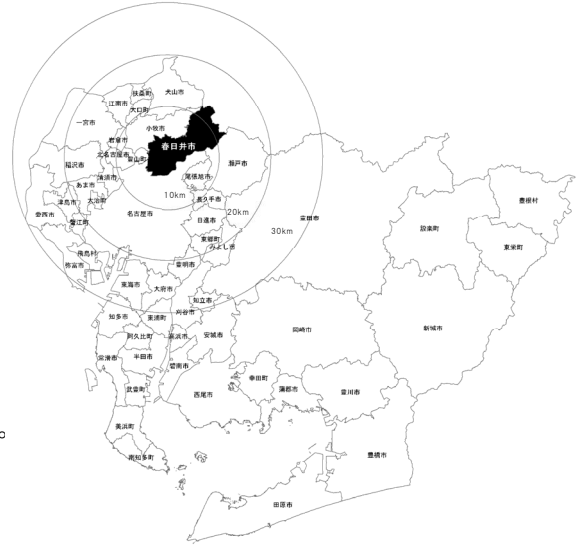 扶桑町
犬山市
江南市
大口町
一宮市
小牧市
岩倉市
春日井市
北名古屋市
豊山町
稲沢市
瀬戸市
清須市
尾張旭市
あま市
10km
津島市
大治町
長久手市
名古屋市
20km
愛西市
蟹江町
日進市
豊田市
30km
東郷町
みよし市
飛島村
弥富市
豊明市
豊根村
設楽町
東栄町
東海市
大府市
知立市
知多市
東浦町
刈谷市
岡崎市
新城市
阿久比町
高浜市
安城市
常滑市
半田市
碧南市
幸田町
武豊町
西尾市
蒲郡市
豊川市
美浜町
南知多町
豊橋市
田原市